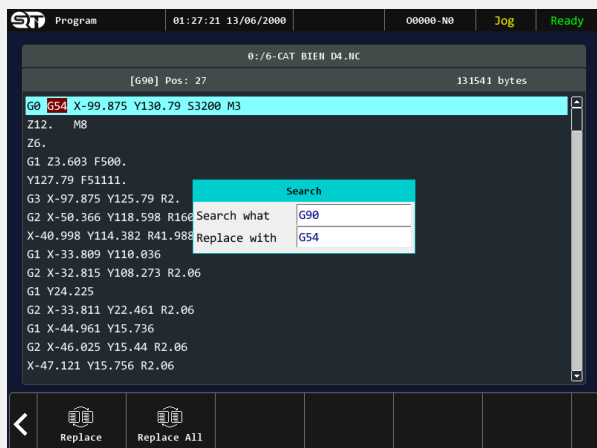 ST Program 01:27:21 13/06/2000 O0000-N0 Jog Ready
0:/6-CAT BIEN D4.NC
[G90] Pos: 27 131541 bytes
G0 G54 X-99.875 Y130.79 S3200 M3
Z12. M8
Z6.
G1 Z3.603 F500.
Y127.79 F51111.
G3 X-97.875 Y125.79 R2.
G2 X-50.366 Y118.598 R160
X-40.998 Y114.382 R41.988
G1 X-33.809 Y110.036
G2 X-32.815 Y108.273 R2.06
G1 Y24.225
G2 X-33.811 Y22.461 R2.06
G1 X-44.961 Y15.736
G2 X-46.025 Y15.44 R2.06
X-47.121 Y15.756 R2.06
Search
Search what G90
Replace with G54
Replace Replace All